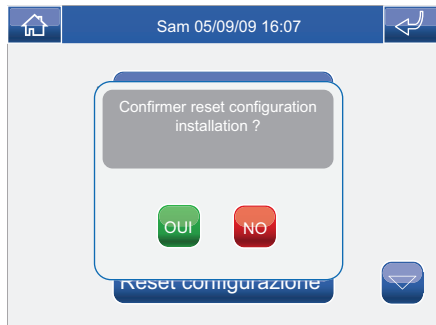 Sam 05/09/09 16:07
Confirmer reset configuration
installation ?
OUI
NO
Reset configurazione